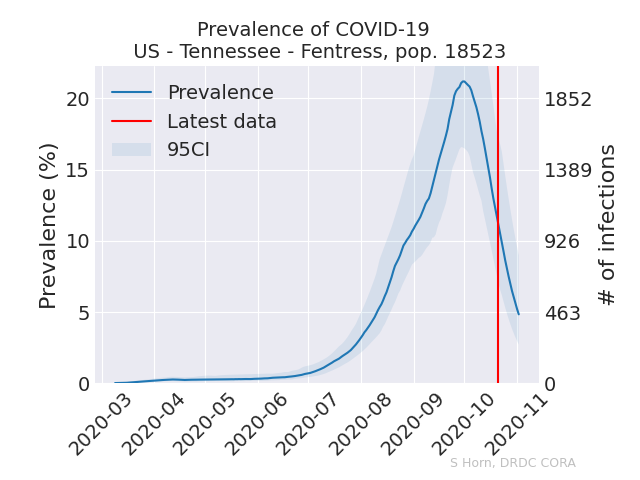 Prevalence of COVID-19
US - Tennessee - Fentress, pop. 18523
Prevalence
Latest data
95CI
Prevalence (%)
20
15
10
5
0
1852
1389
926
463
0
# of infections
2020-03
2020-04
2020-05
2020-06
2020-07
2020-08
2020-09
2020-10
2020-11
S Horn, DRDC CORA